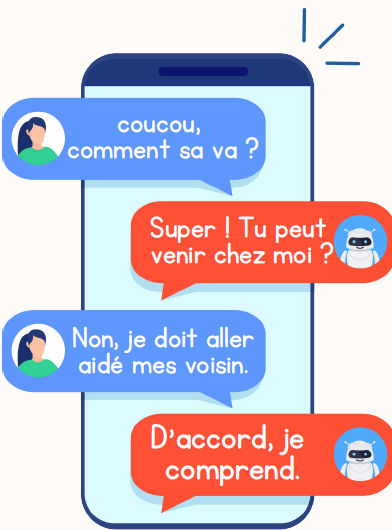 coucou,
comment sa va ?
Super ! Tu peut
venir chez moi ?
Non, je doit aller
aidé mes voisin.
D'accord, je
comprend.